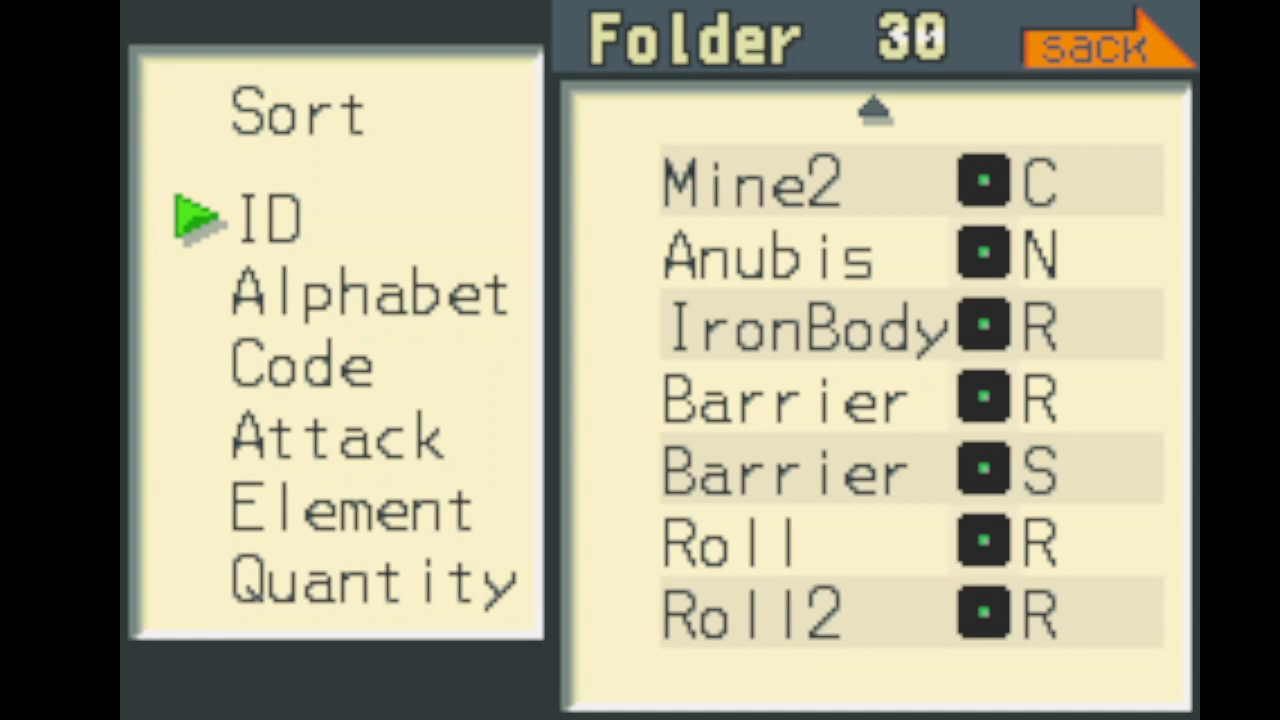 Folder 30
sack
Sort
ID
Alphabet
Code
Attack
Element
Quantity
Mine2 C
Anubis N
IronBody R
Barrier R
Barrier S
Roll R
Roll2 R